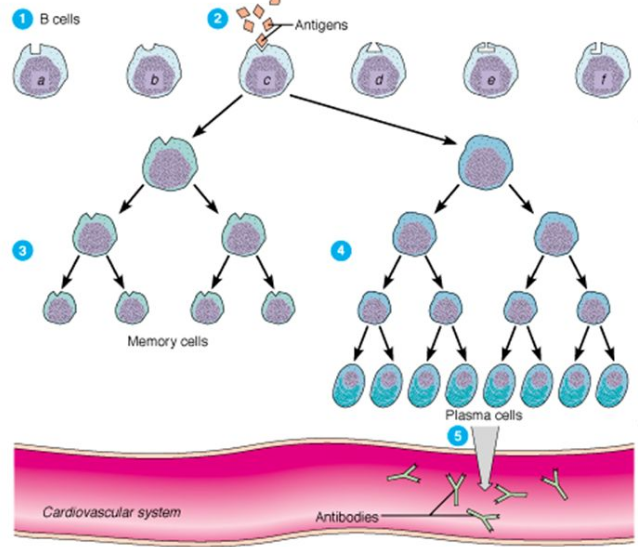 1 B cells
2
Antigens
a
b
c
d
e
f
3
4
Memory cells
Plasma cells
5
Cardiovascular system
Antibodies